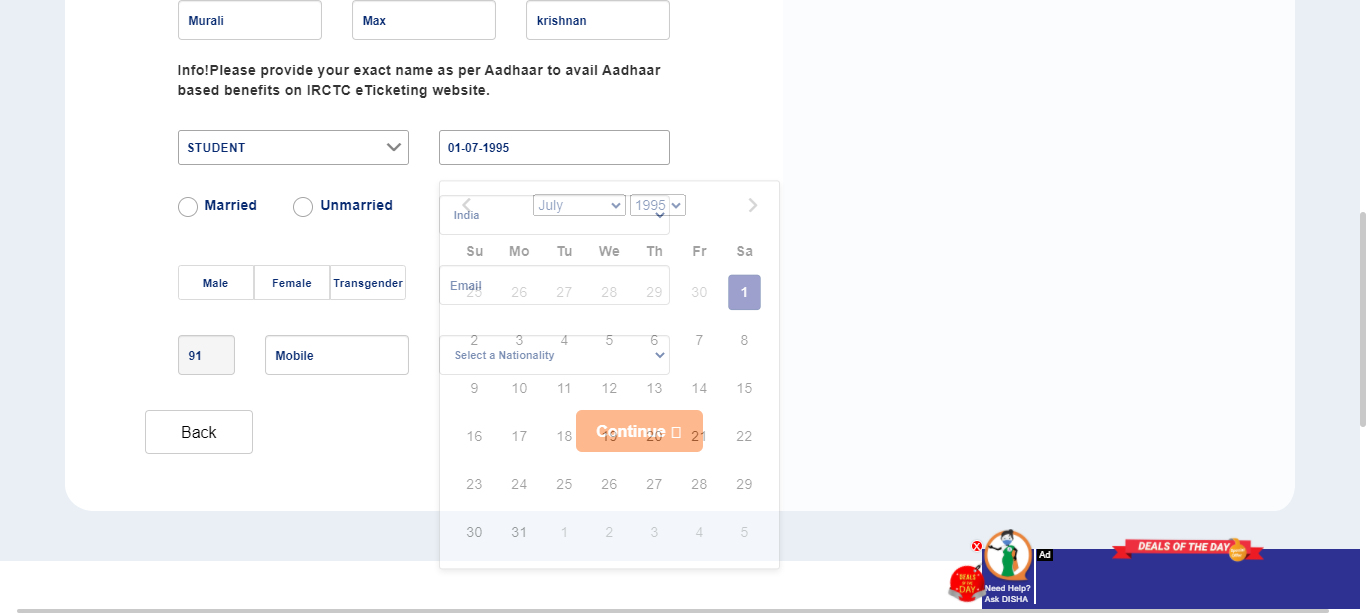 Murali Max krishnan
Info!Please provide your exact name as per Aadhaar to avail Aadhaar
based benefits on IRCTC eTicketing website.
STUDENT 01-07-1995
Married Unmarried
July 1995
India
Su Mo Tu We Th Fr Sa
Male Female Transgender
Email
25 26 27 28 29 30 1
2 3 4 5 6 7 8
91 Mobile
Select a Nationality
9 10 11 12 13 14 15
Back
Continue
16 17 18 19 20 21 22
23 24 25 26 27 28 29
30 31 1 2 3 4 5
Ad
DEALS OF THE DAY
DEALS
OF THE
DAY
Need Help?
Ask DISHA